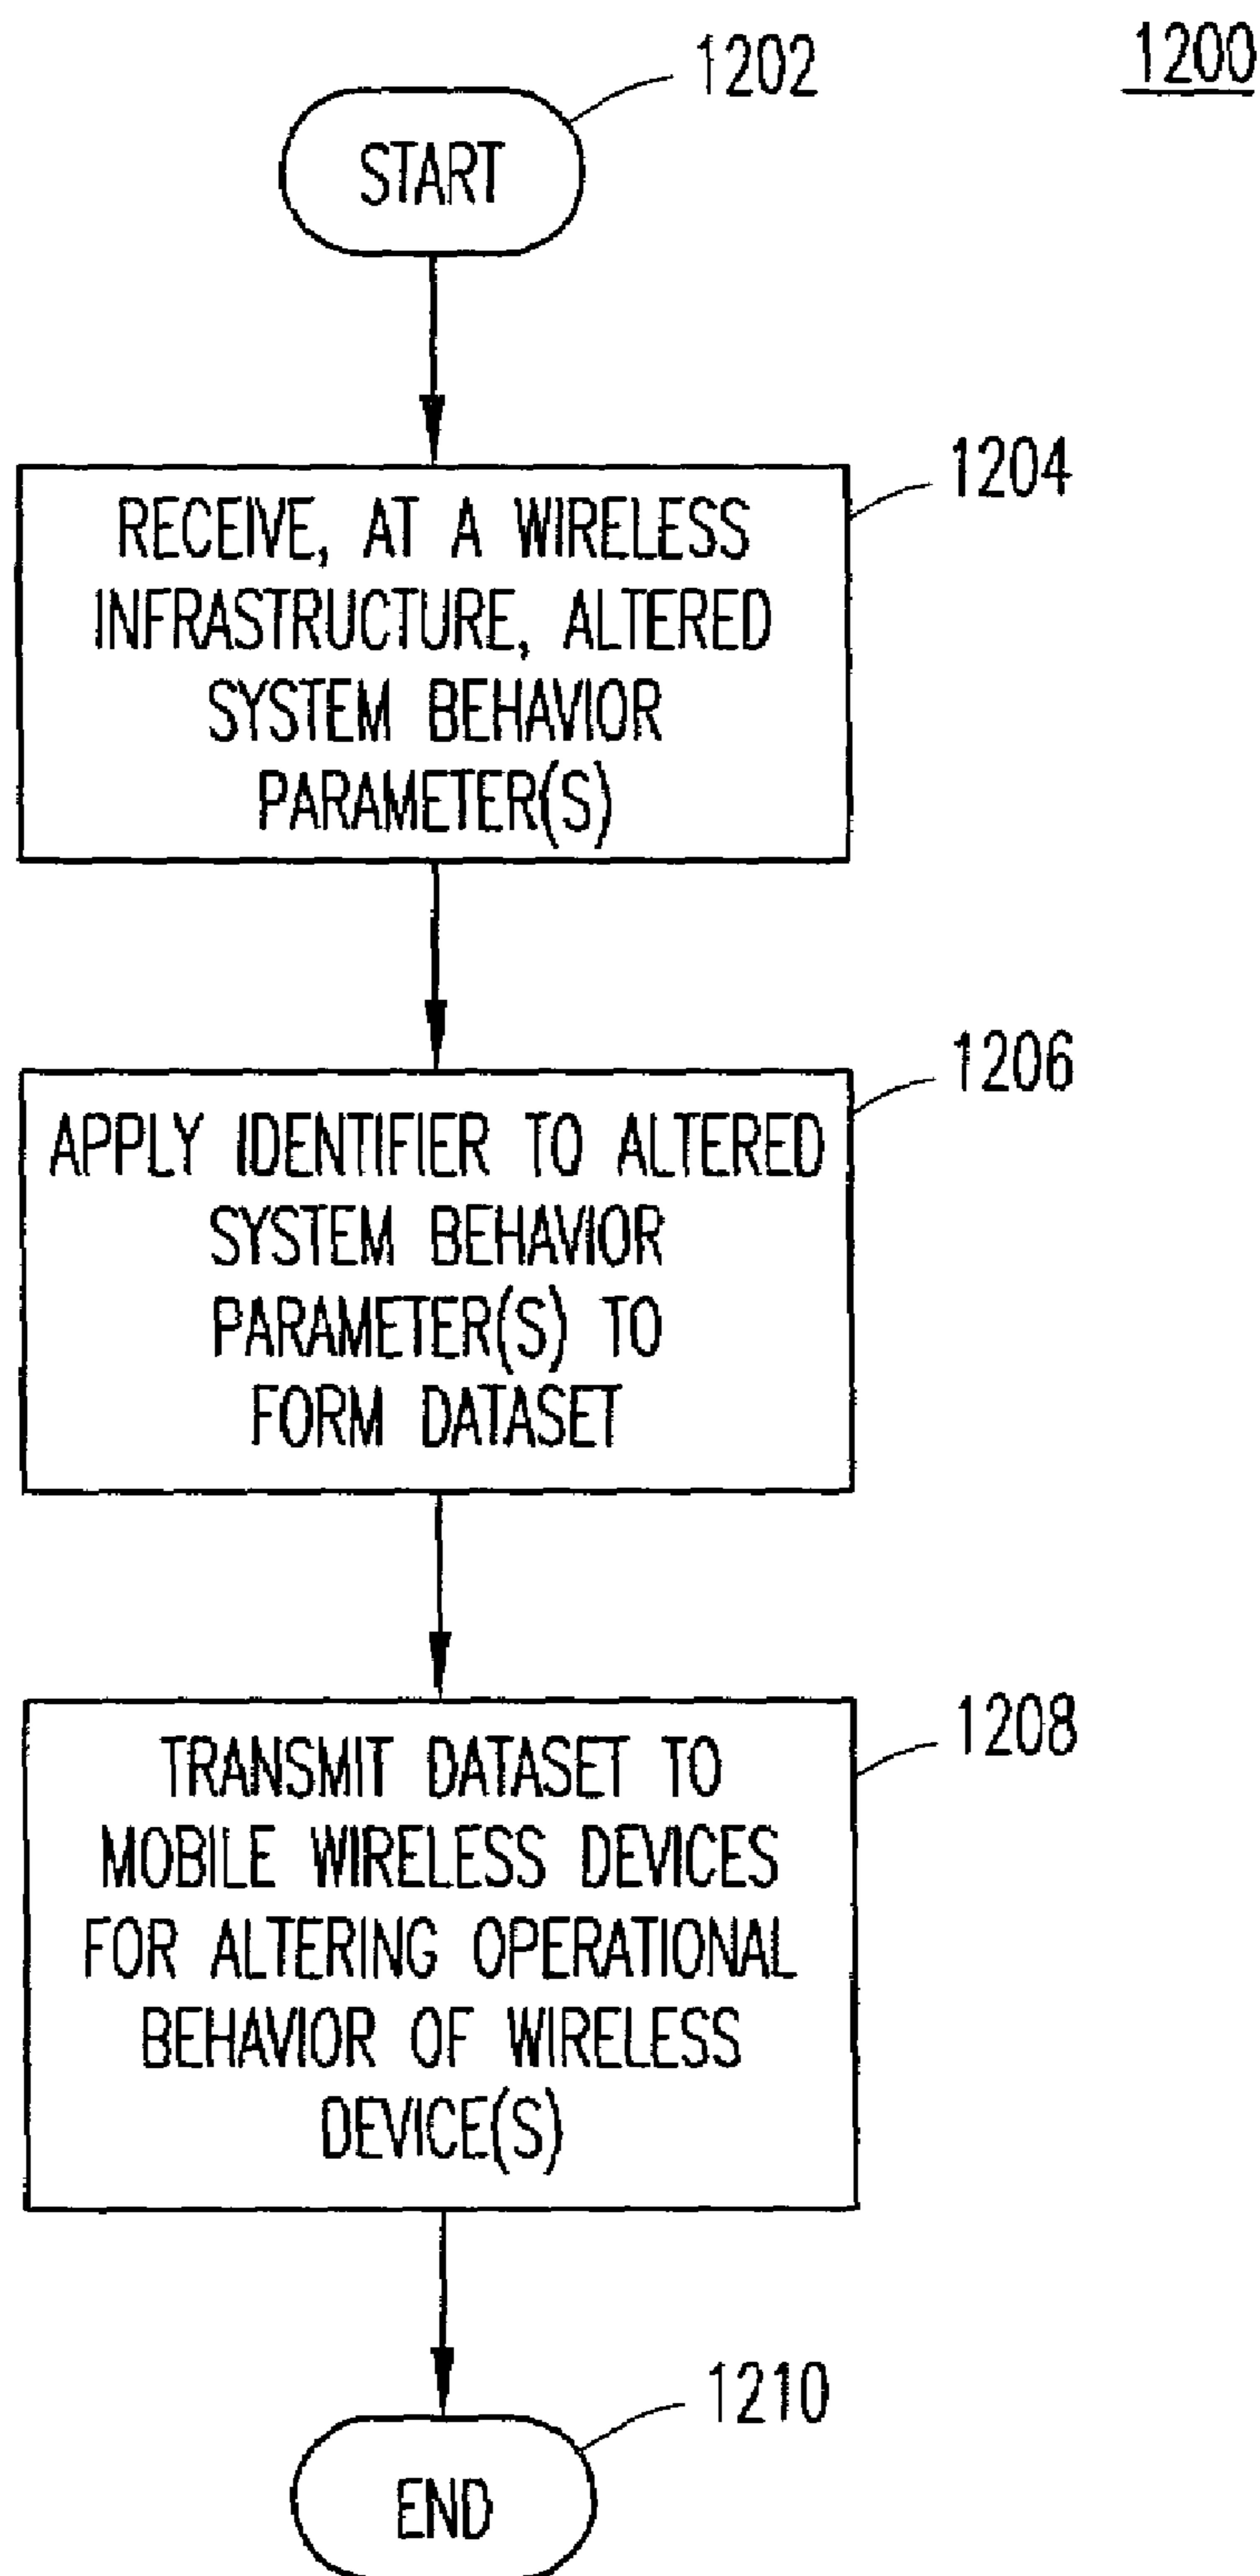 1200
1202
START
1204
RECEIVE, AT A WIRELESS
INFRASTRUCTURE, ALTERED
SYSTEM BEHAVIOR
PARAMETER(S)
1206
APPLY IDENTIFIER TO ALTERED
SYSTEM BEHAVIOR
PARAMETER(S) TO
FORM DATASET
1208
TRANSMIT DATASET TO
MOBILE WIRELESS DEVICES
FOR ALTERING OPERATIONAL
BEHAVIOR OF WIRELESS
DEVICE(S)
1210
END